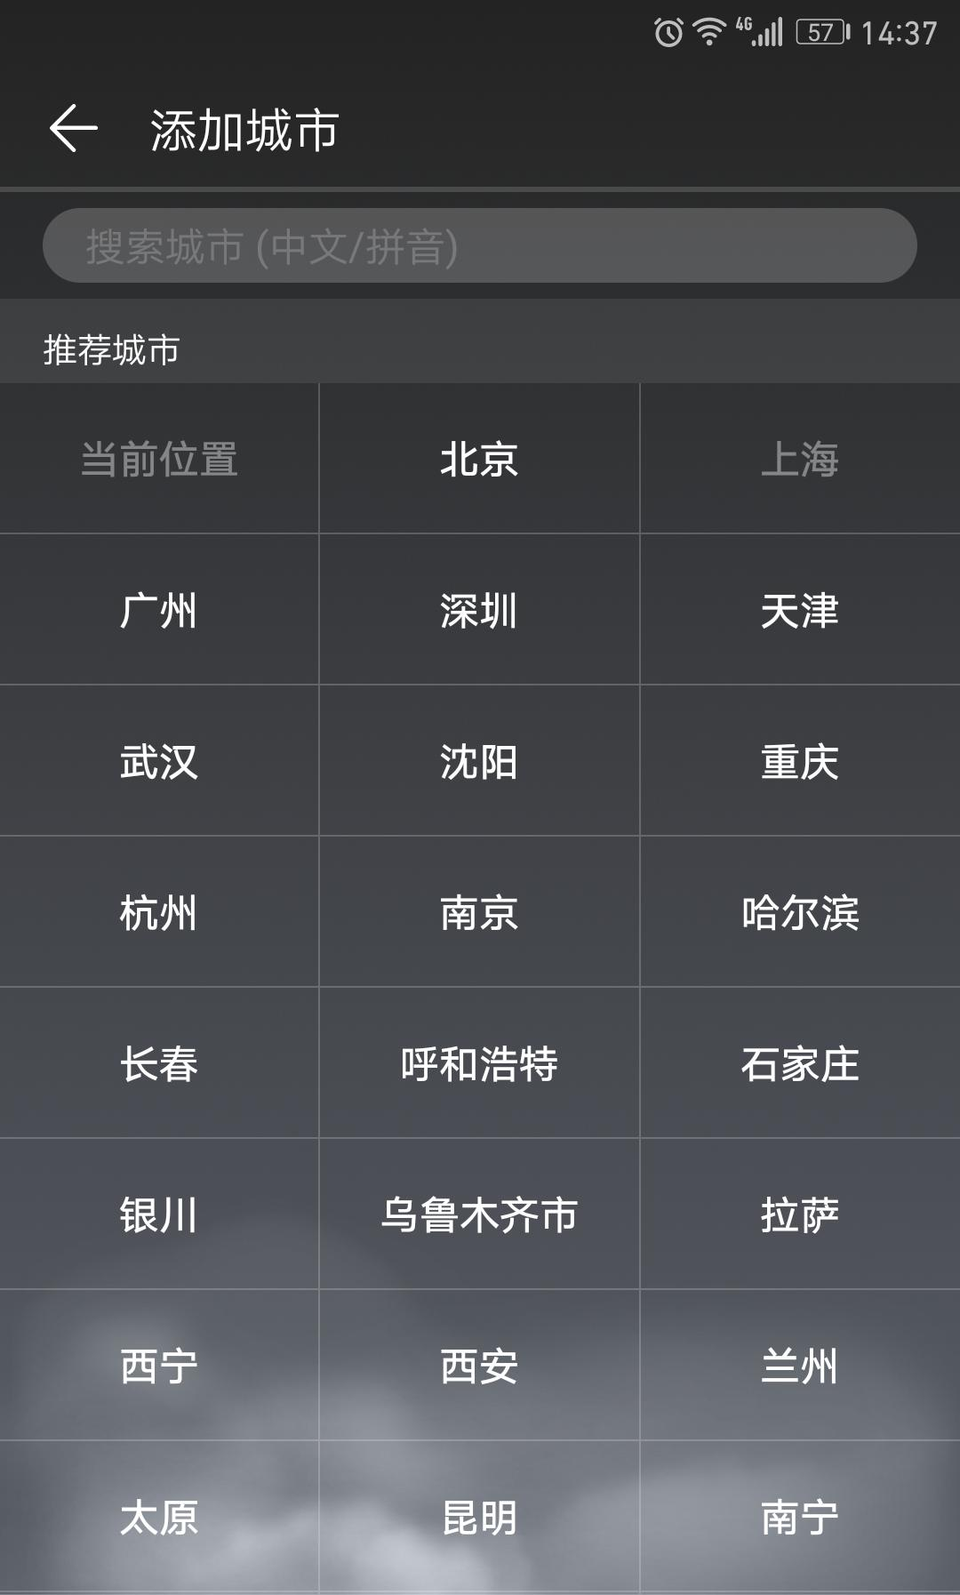 4G 57 14:37
添加城市
搜索城市 (中文/拼音)
推荐城市
当前位置 北京 上海
广州 深圳 天津
武汉 沈阳 重庆
杭州 南京 哈尔滨
长春 呼和浩特 石家庄
银川 乌鲁木齐市 拉萨
西宁 西安 兰州
太原 昆明 南宁